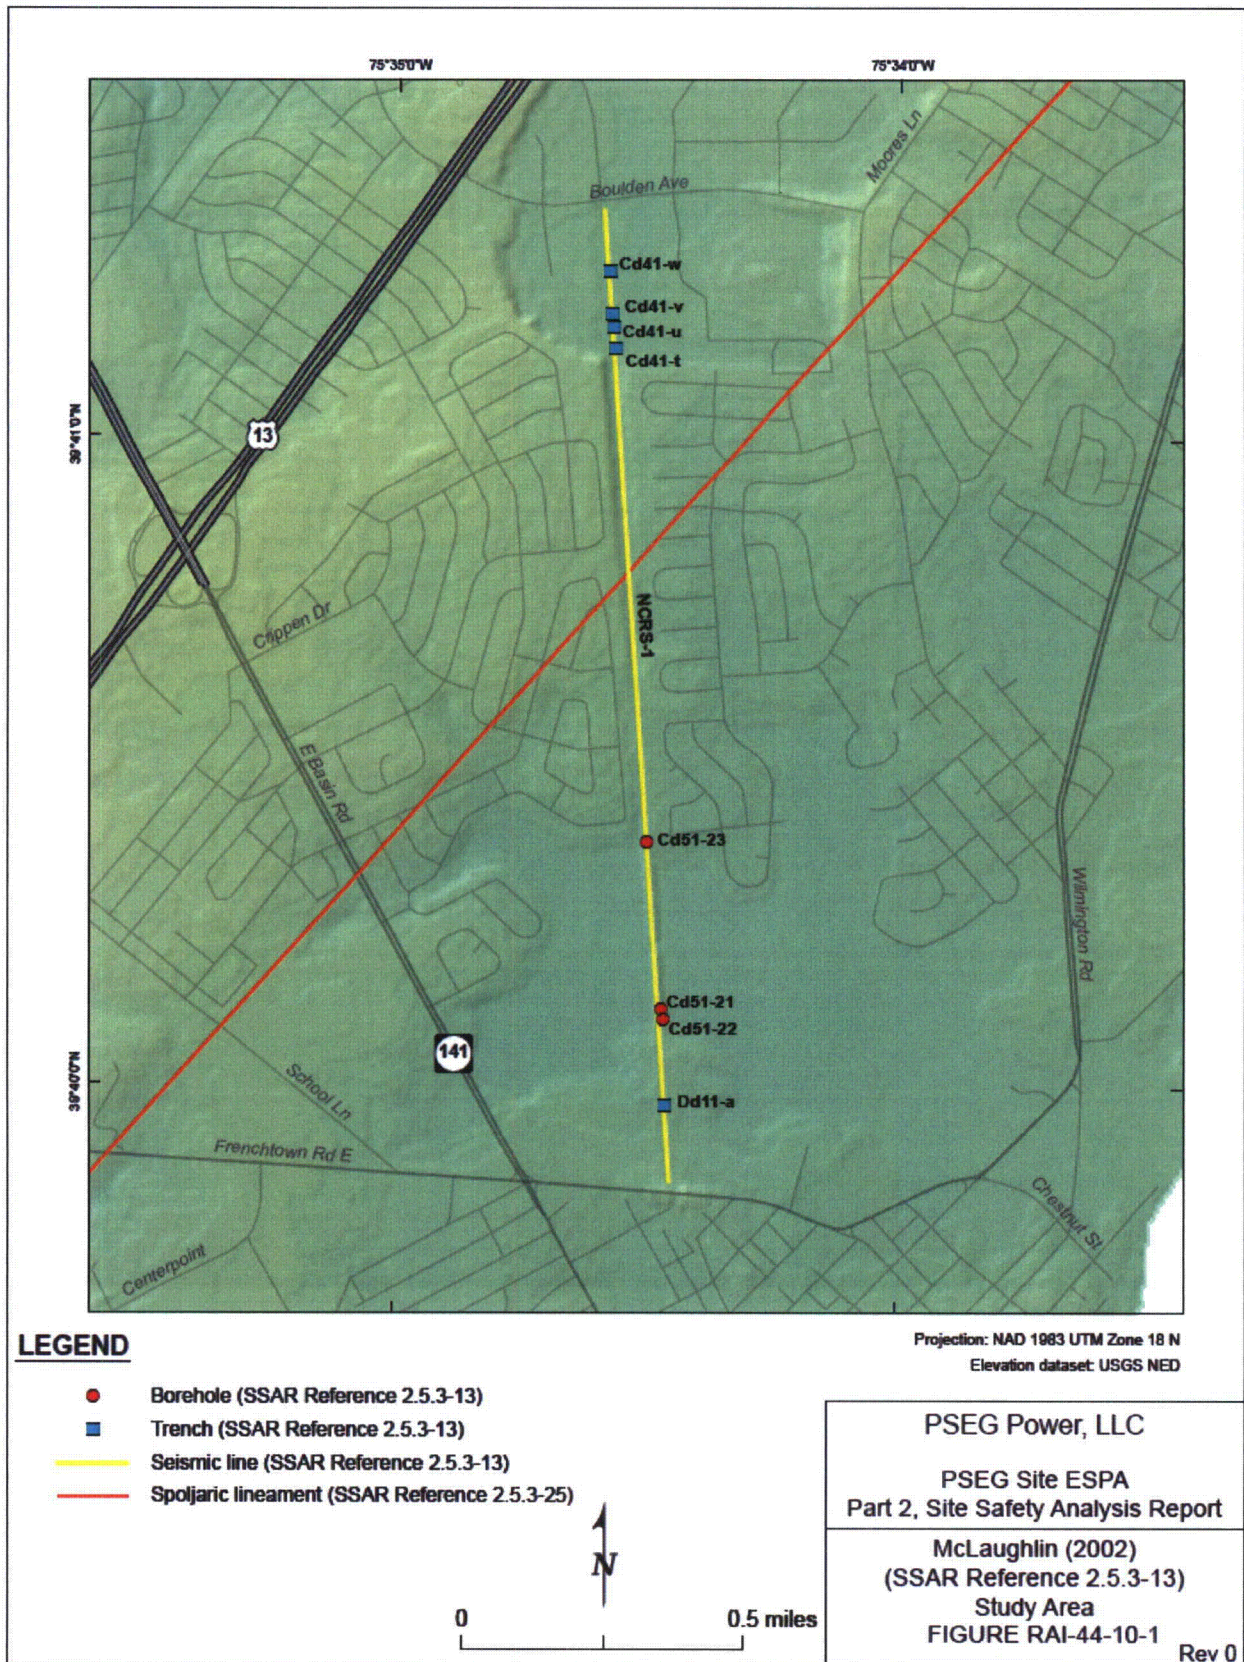 75°35'0"W
75°34'0"W
Moores Ln
Boulden Ave
Cd41-w
Cd41-v
Cd41-u
Cd41-t
39°41'0"N
13
NCRS-1
Crippen Dr
E Basin Rd
Cd51-23
Wilmington Rd
Cd51-21
Cd51-22
141
39°40'0"N
School Ln
Dd11-a
Frenchtown Rd E
Chestnut St
Centerpoint
LEGEND
Projection: NAD 1983 UTM Zone 18 N
Elevation dataset: USGS NED
Borehole (SSAR Reference 2.5.3-13)
Trench (SSAR Reference 2.5.3-13)
Seismic line (SSAR Reference 2.5.3-13)
Spoljaric lineament (SSAR Reference 2.5.3-25)
N
0
0.5 miles
PSEG Power, LLC
PSEG Site ESPA
Part 2, Site Safety Analysis Report
McLaughlin (2002)
(SSAR Reference 2.5.3-13)
Study Area
FIGURE RAI-44-10-1
Rev 0